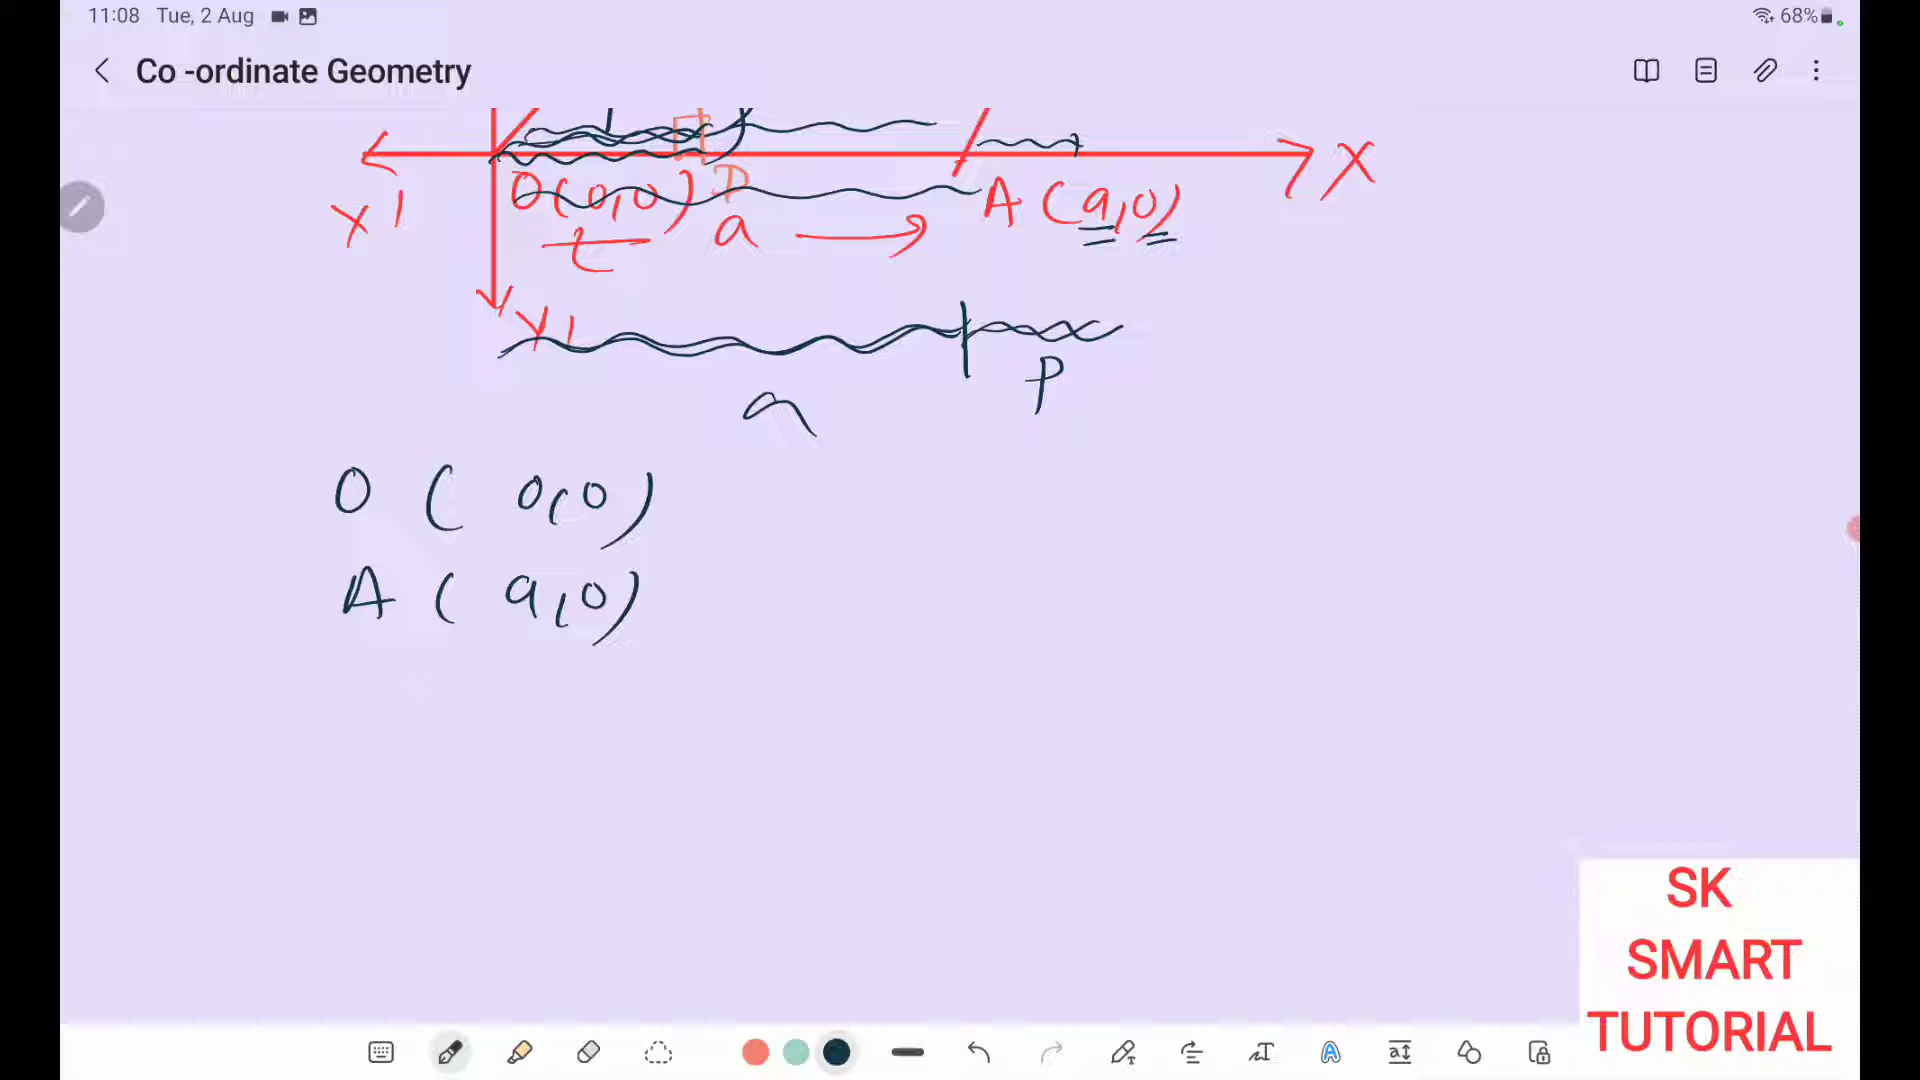 11:08 Tue, 2 Aug 68%
Co -ordinate Geometry
X
X'
O(0,0) D A (a,0)
a
Y'
P
a
O ( 0,0)
A ( a,0)
SK
SMART
TUTORIAL